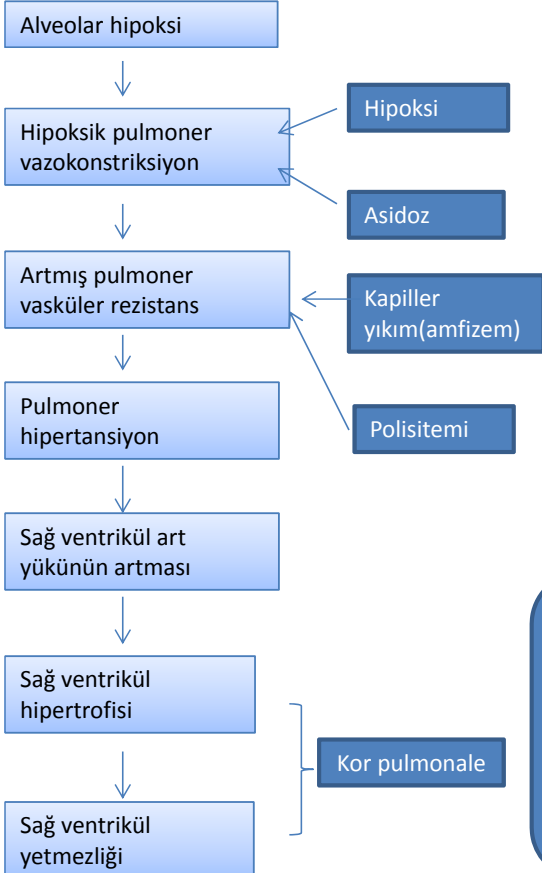 Alveolar hipoksi
Hipoksi
Hipoksik pulmoner
vazokonstriksiyon
Asidoz
Artmış pulmoner
vasküler rezistans
Kapiller
yıkım(amfizem)
Pulmoner
hipertansiyon
Polisitemi
Sağ ventrikül art
yükünün artması
Sağ ventrikül
hipertrofisi
Kor pulmonale
Sağ ventrikül
yetmezliği